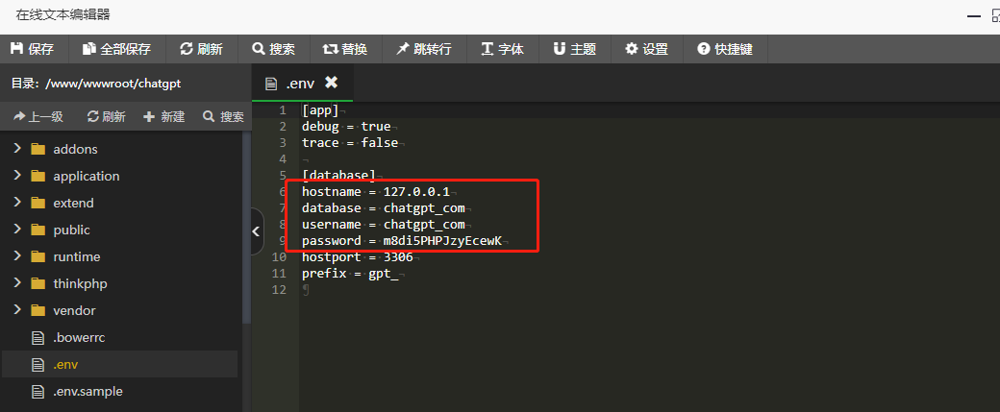 在线文本编辑器
保存 全部保存 刷新 搜索 替换 跳转行 字体 主题 设置 快捷键
目录: /www/wwwroot/chatgpt
.env
上一级 刷新 新建 搜索
addons
application
extend
public
runtime
thinkphp
vendor
.bowerrc
.env
.env.sample
1 [app]
2 debug = true
3 trace = false
4
5 [database]
6 hostname = 127.0.0.1
7 database = chatgpt_com
8 username = chatgpt_com
9 password = m8di5PHPJzyEcewK
10 hostport = 3306
11 prefix = gpt_
12